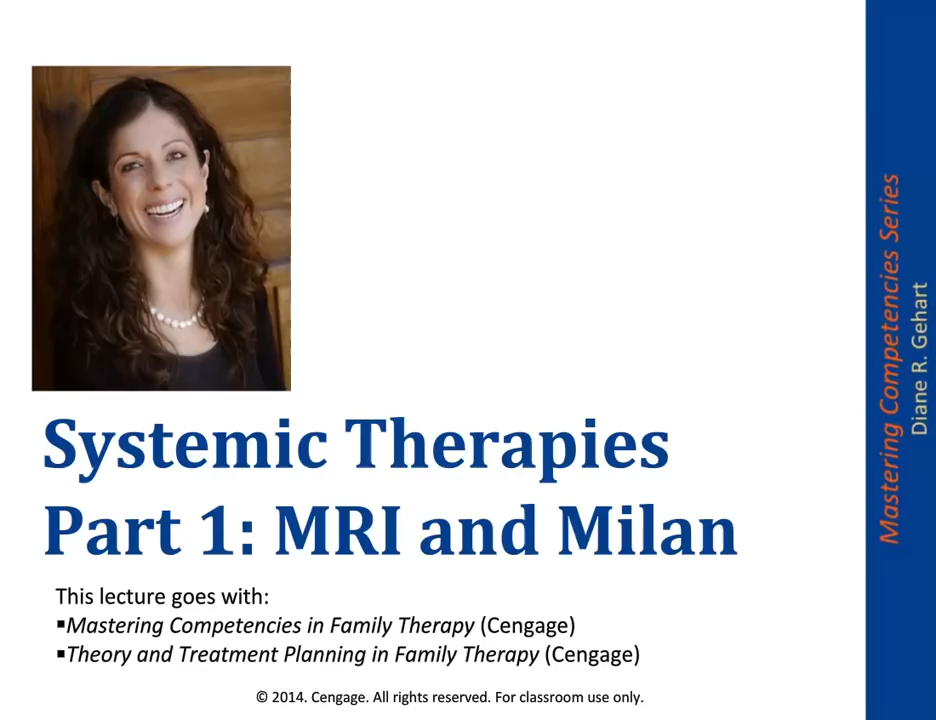 Systemic Therapies
Part 1: MRI and Milan
This lecture goes with:
▪Mastering Competencies in Family Therapy (Cengage)
▪Theory and Treatment Planning in Family Therapy (Cengage)
© 2014. Cengage. All rights reserved. For classroom use only.
Mastering Competencies Series
Diane R. Gehart